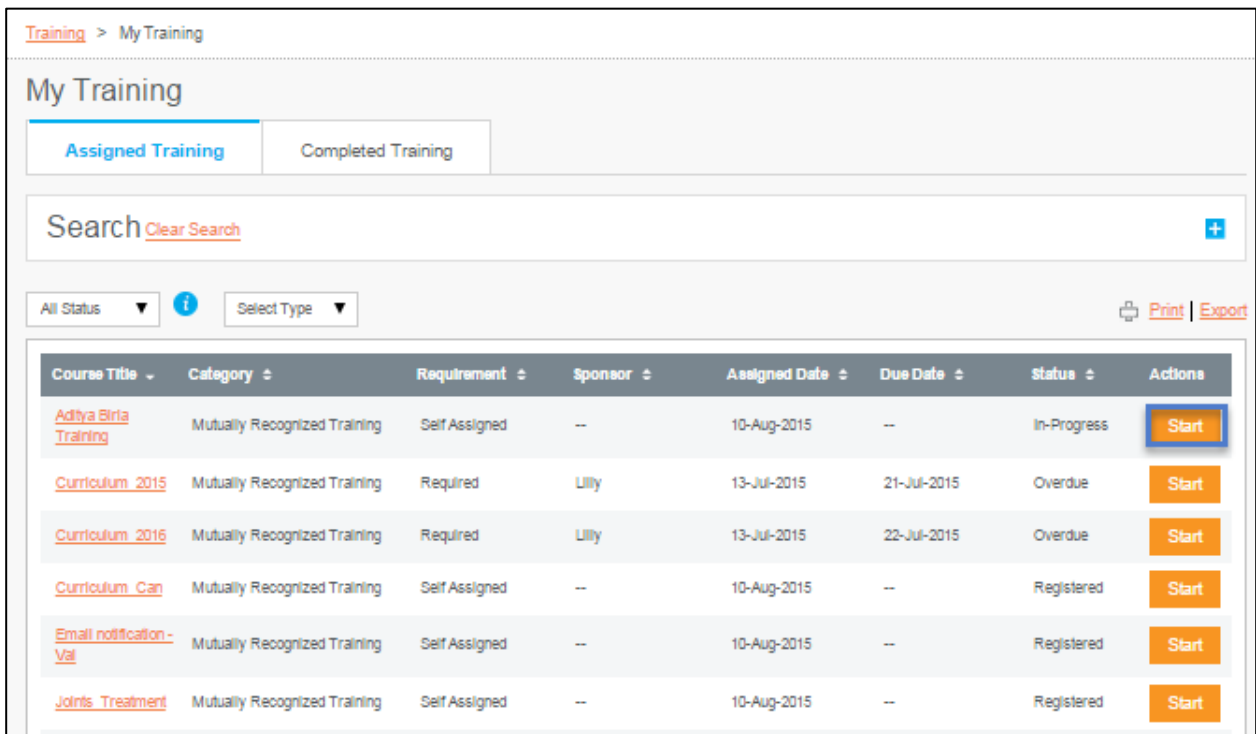 Training > My Training
My Training
Assigned Training Completed Training
Search Clear Search
All Status Select Type Print | Export
Course Title Category Requirement Sponsor Assigned Date Due Date Status Actions
Aditya Birla
Training Mutually Recognized Training Self Assigned -- 10-Aug-2015 -- In-Progress Start
Curriculum_2015 Mutually Recognized Training Required Lilly 13-Jul-2015 21-Jul-2015 Overdue Start
Curriculum_2016 Mutually Recognized Training Required Lilly 13-Jul-2015 22-Jul-2015 Overdue Start
Curriculum_Can Mutually Recognized Training Self Assigned -- 10-Aug-2015 -- Registered Start
Email notification -
Val Mutually Recognized Training Self Assigned -- 10-Aug-2015 -- Registered Start
Joints_Treatment Mutually Recognized Training Self Assigned -- 10-Aug-2015 -- Registered Start